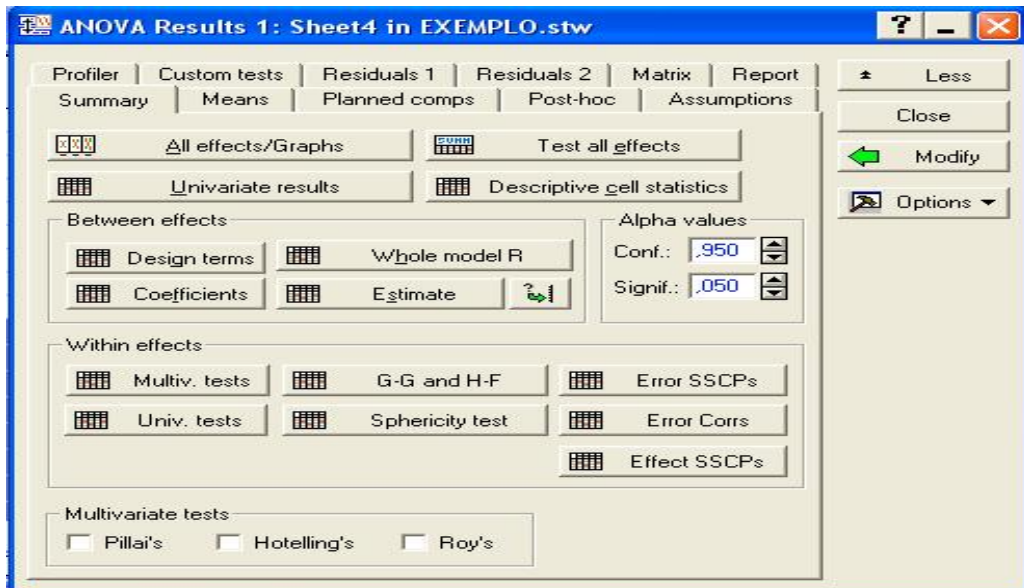 ANOVA Results 1: Sheet4 in EXEMPLO.stw
Profiler Custom tests Residuals 1 Residuals 2 Matrix Report
Summary Means Planned comps Post-hoc Assumptions
Less
Close
Modify
Options
All effects/Graphs Test all effects
Univariate results Descriptive cell statistics
Between effects
Design terms Whole model R
Coefficients Estimate
Alpha values
Conf.: ,950
Signif.: ,050
Within effects
Multiv. tests G-G and H-F Error SSCPs
Univ. tests Sphericity test Error Corrs
Effect SSCPs
Multivariate tests
Pillai's Hotelling's Roy's